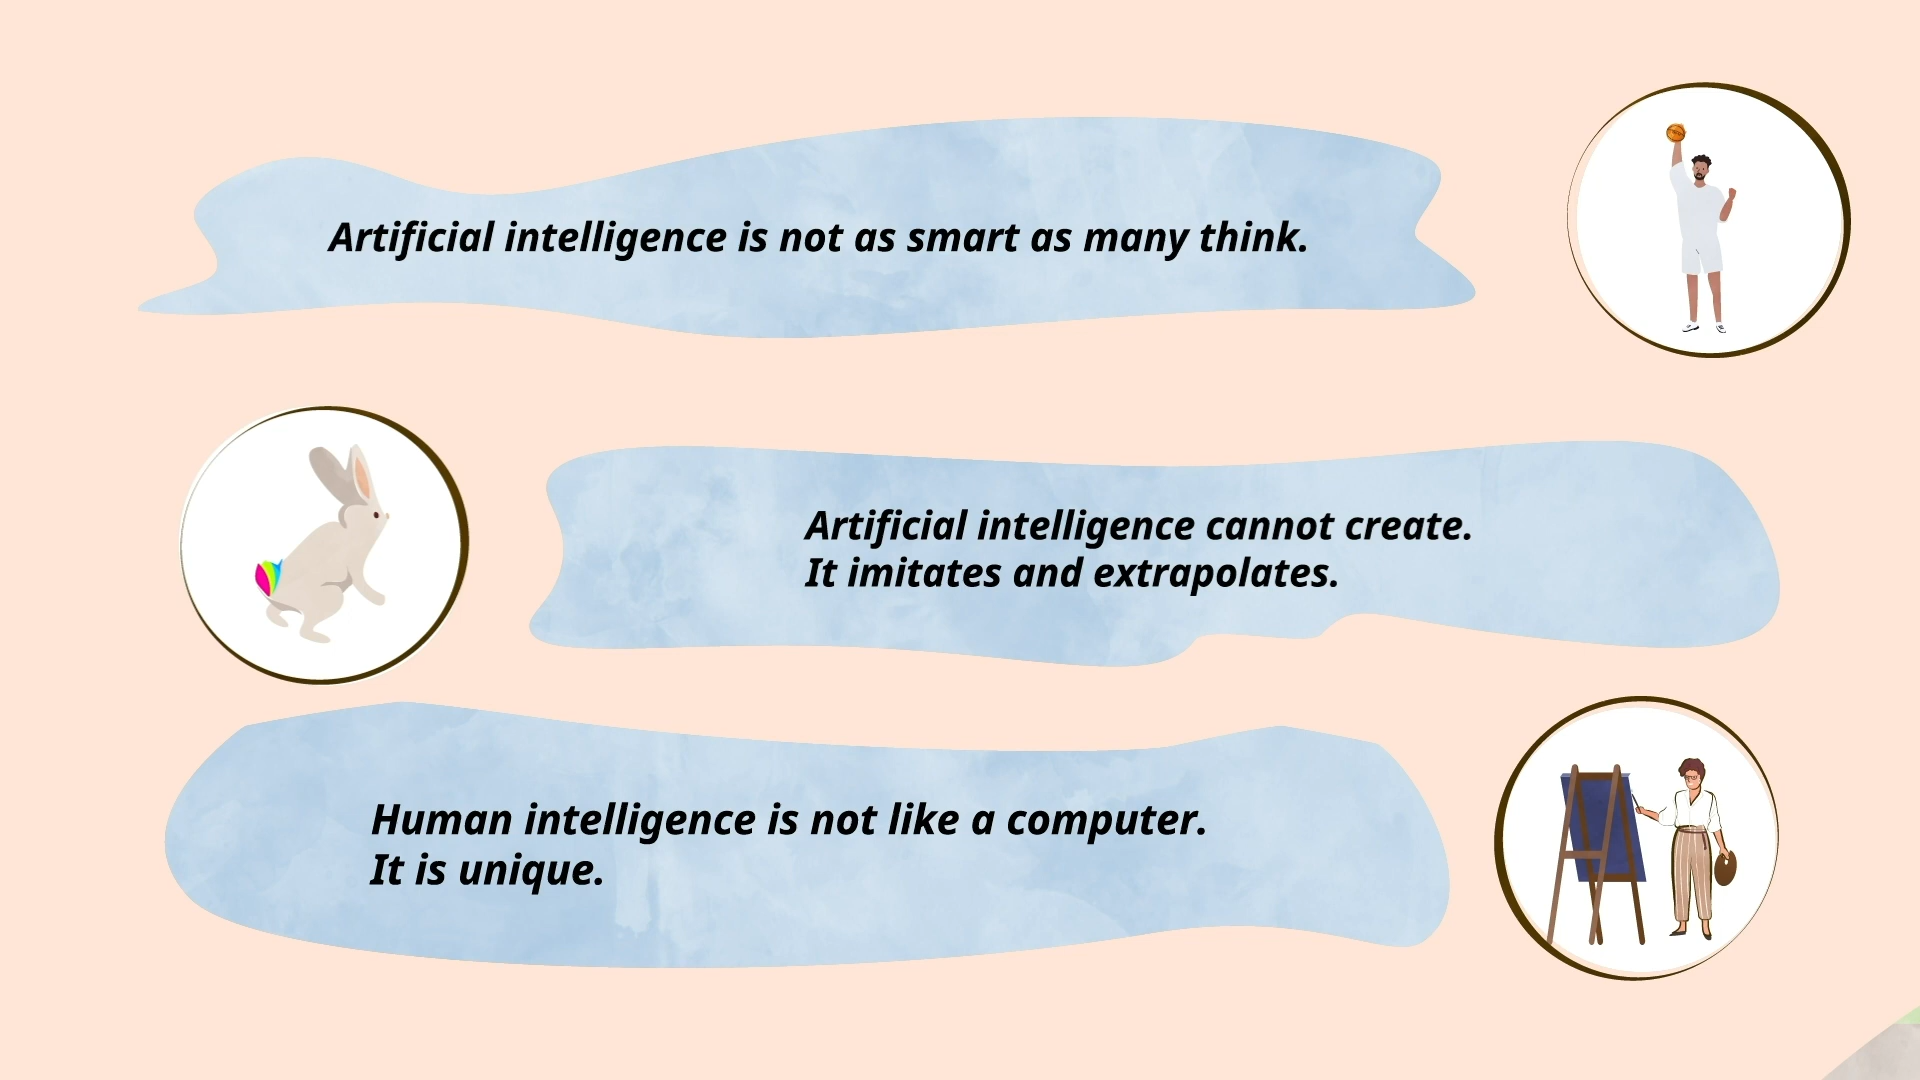 Artificial intelligence is not as smart as many think.
Artificial intelligence cannot create.
It imitates and extrapolates.
Human intelligence is not like a computer.
It is unique.